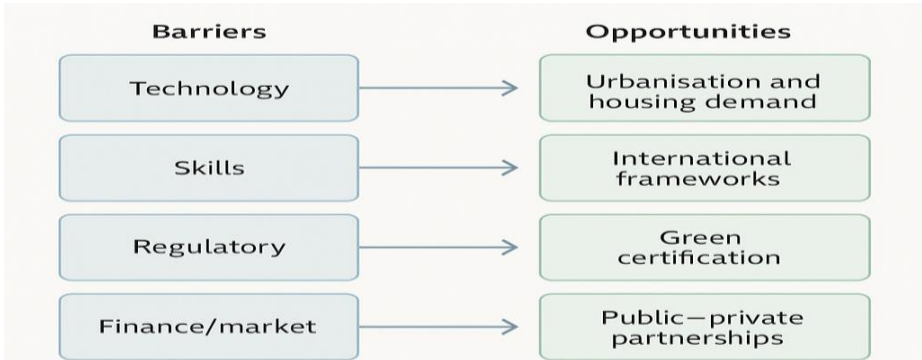 Barriers
Opportunities
Technology
Urbanisation and
housing demand
Skills
International
frameworks
Regulatory
Green
certification
Finance/market
Public–private
partnerships